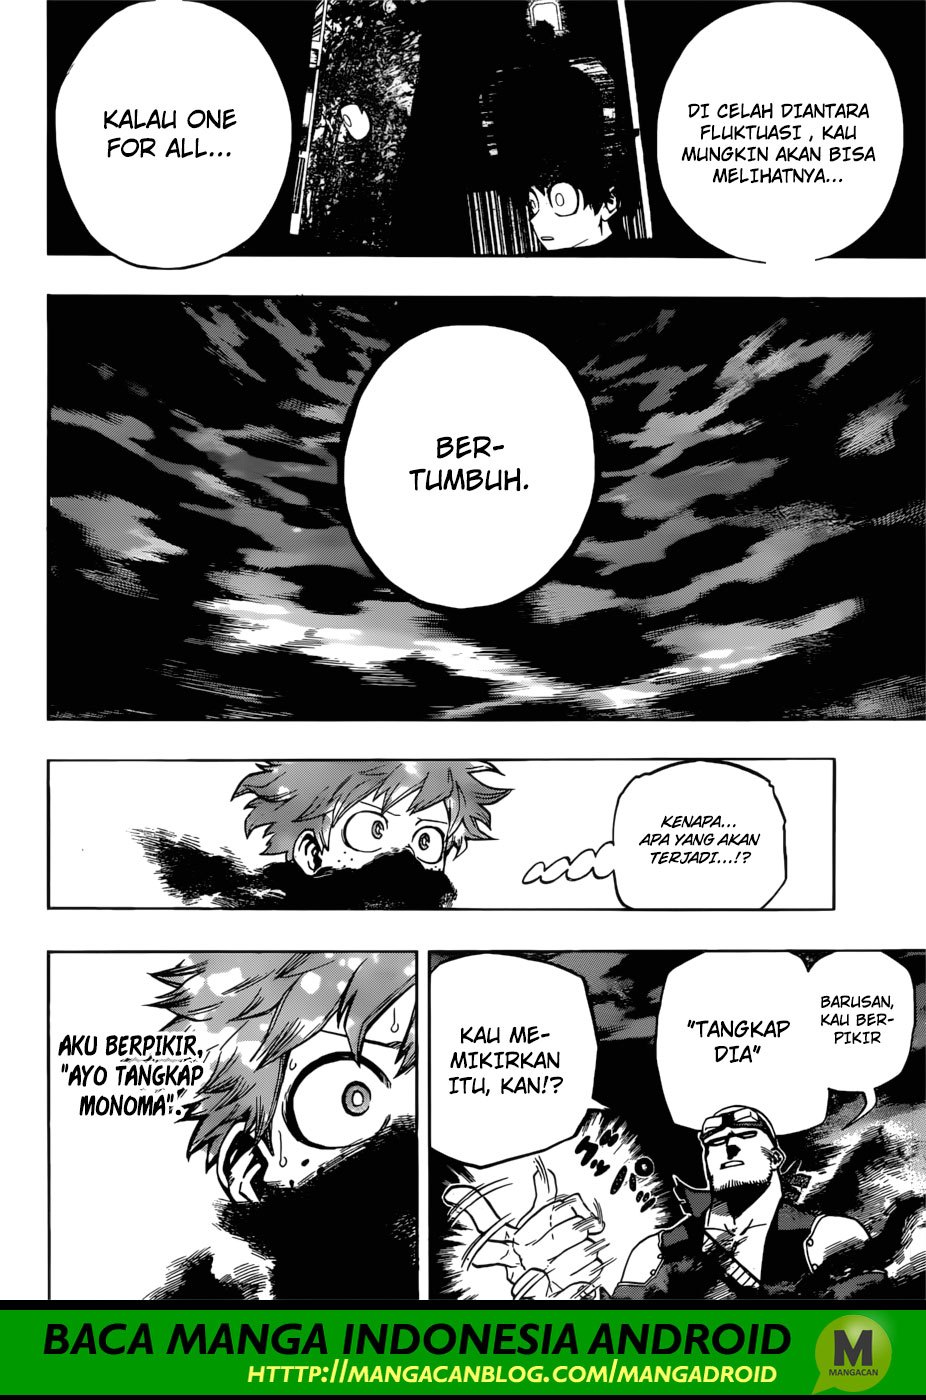 DI CELAH DIANTARA
FLUKTUASI , KAU
MUNGKIN AKAN BISA
MELIHATNYA...
KALAU ONE
FOR ALL...
BER-
TUMBUH.
KENAPA...
APA YANG AKAN
TERJADI...!?
BARUSAN,
KAU BER-
PIKIR
"TANGKAP
DIA"
KAU ME-
MIKIRKAN
ITU, KAN!?
AKU BERPIKIR,
"AYO TANGKAP
MONOMA".
BACA MANGA INDONESIA ANDROID
HTTTP://MANGACANBLOG.COM/MANGADROID
M
MANGACAN